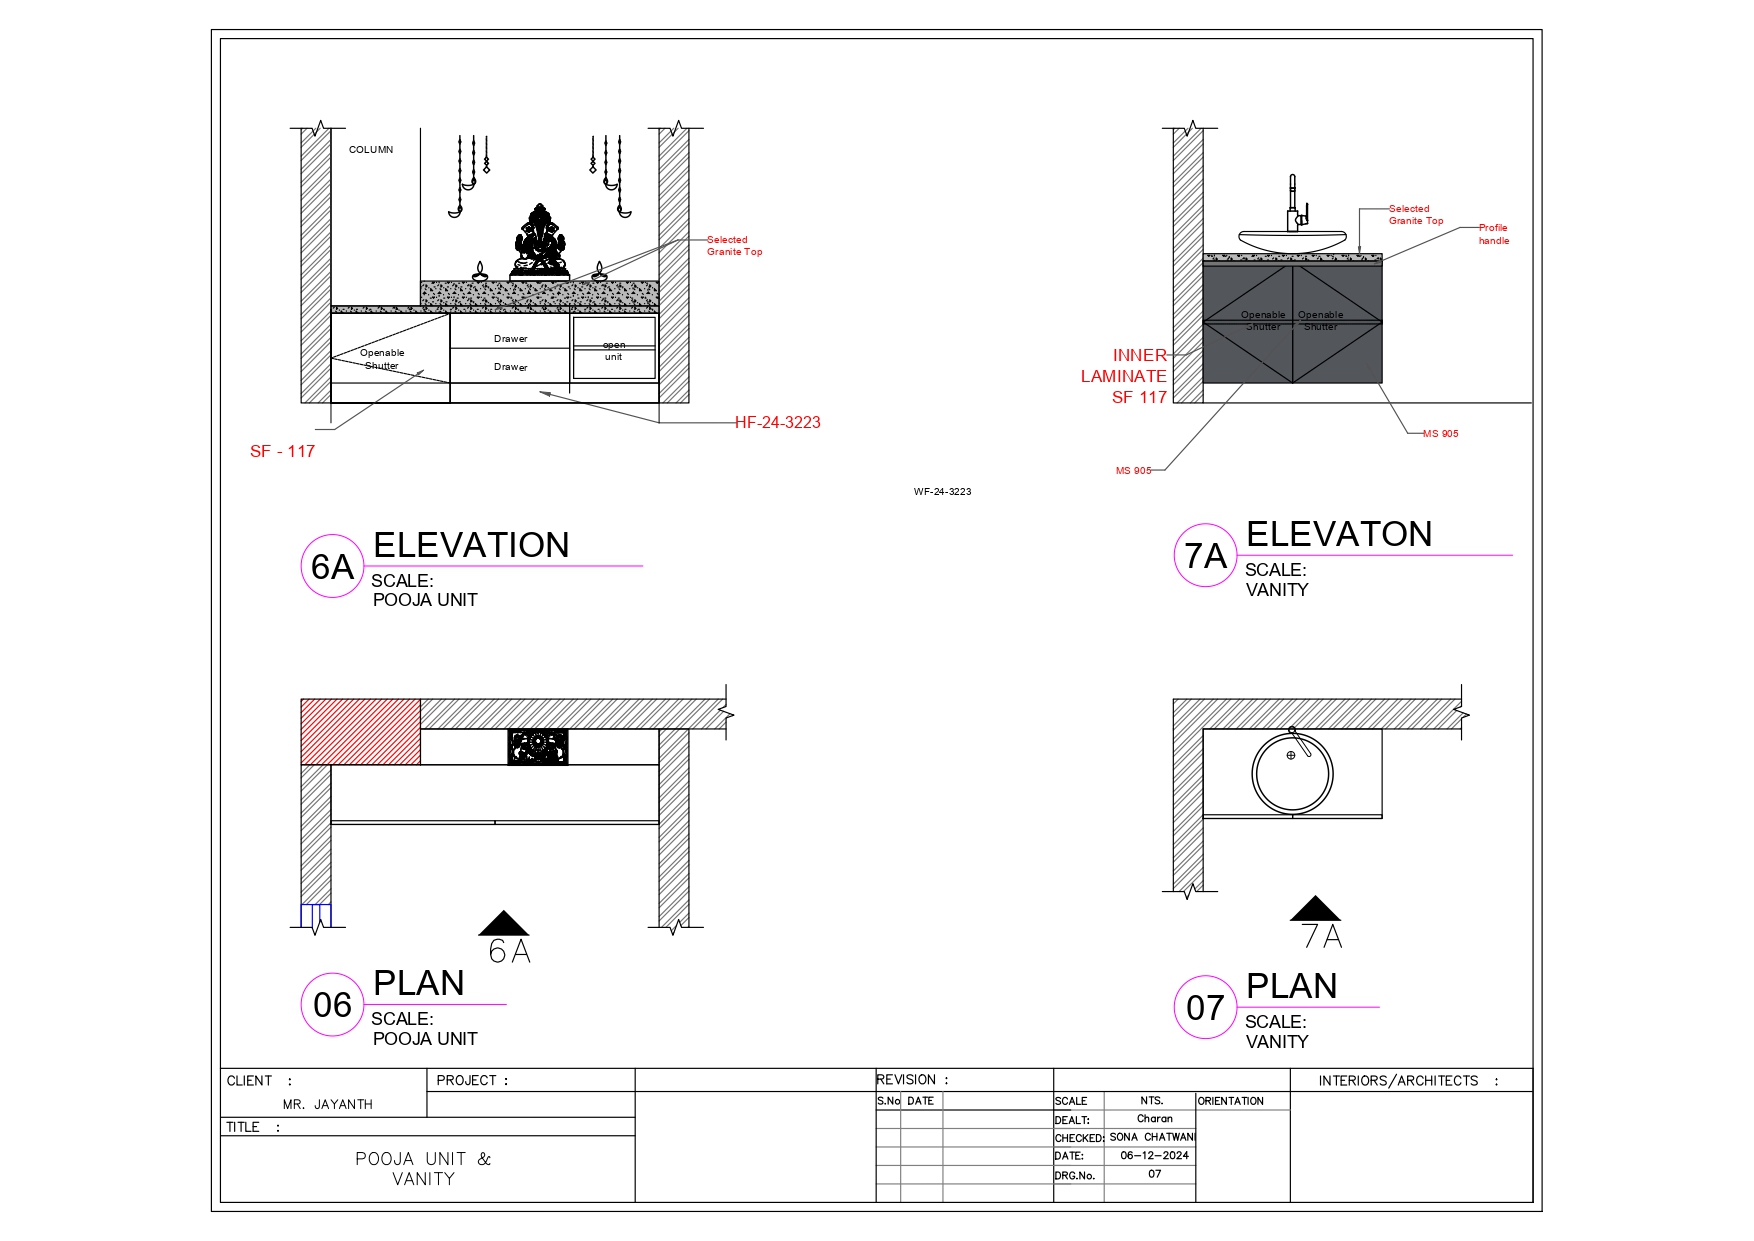 COLUMN
Selected
Granite Top
Openable
Shutter
Drawer
Drawer
open
unit
SF - 117
HF-24-3223
6A
ELEVATION
SCALE:
POOJA UNIT
WF-24-3223
Selected
Granite Top
Profile
handle
Openable
Shutter
Openable
Shutter
INNER
LAMINATE
SF 117
MS 905
MS 905
7A
ELEVATON
SCALE:
VANITY
6A
06
PLAN
SCALE:
POOJA UNIT
7A
07
PLAN
SCALE:
VANITY
CLIENT :
MR. JAYANTH
PROJECT :
TITLE :
POOJA UNIT &
VANITY
REVISION :
S.No DATE
SCALE NTS.
DEALT: Charan
CHECKED: SONA CHATWANI
DATE: 06-12-2024
DRG.No. 07
ORIENTATION
INTERIORS/ARCHITECTS :